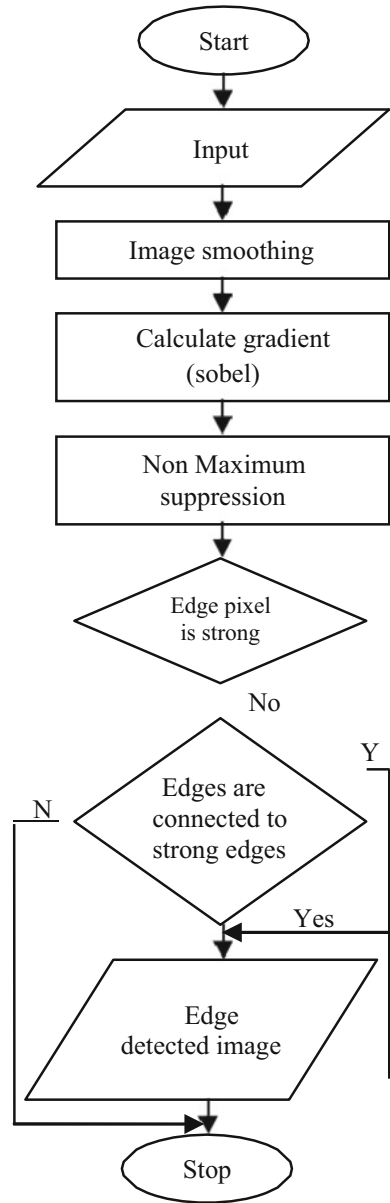 Start
Input
Image smoothing
Calculate gradient
(sobel)
Non Maximum
suppression
Edge pixel
is strong
No
Y
N
Edges are
connected to
strong edges
Yes
Edge
detected image
Stop